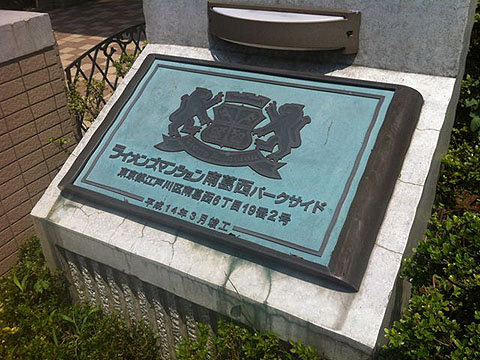 ライオンズマンション南葛西パークサイド
東京都江戸川区南葛西6丁目19番2号
平成14年3月竣工